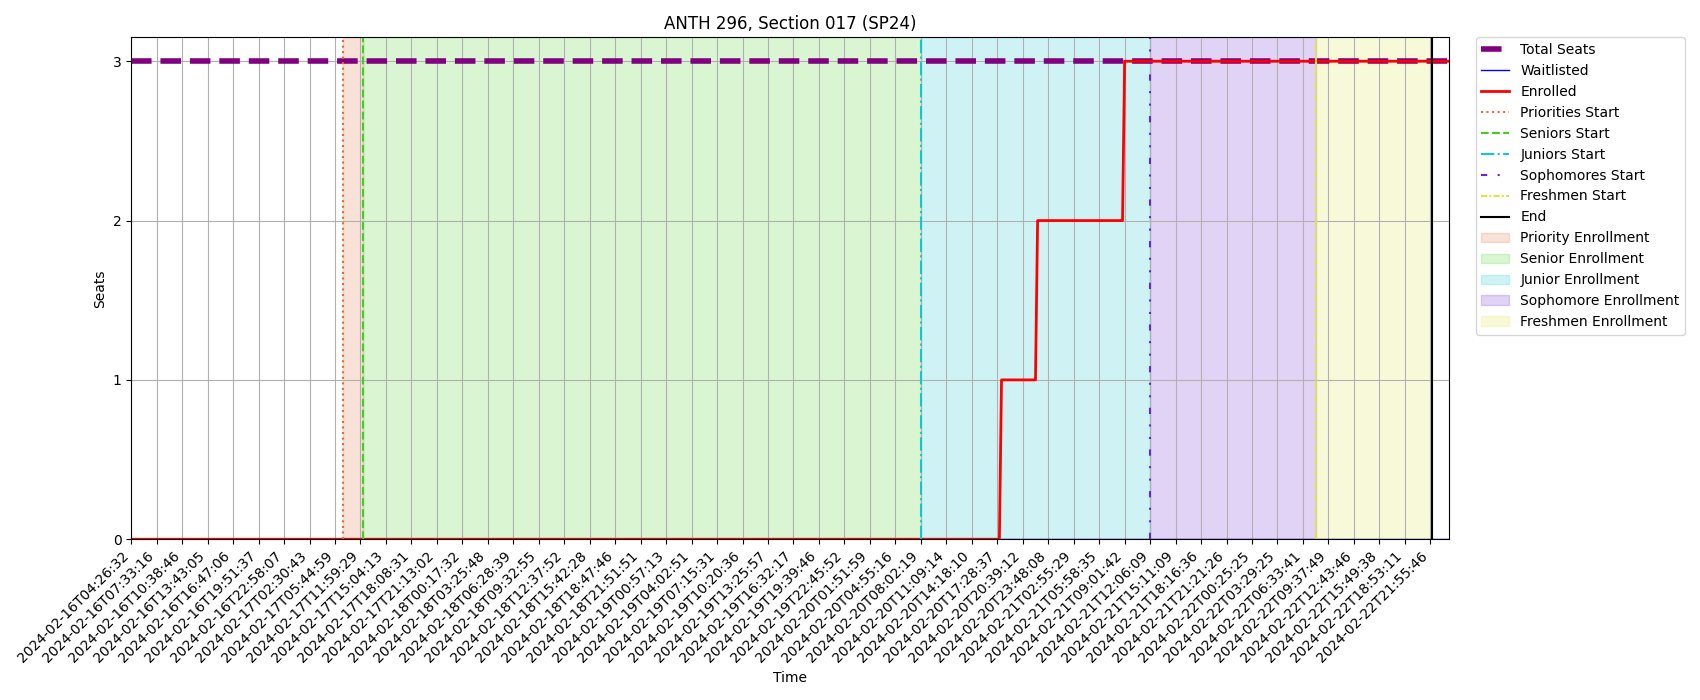 ANTH 296, Section 017 (SP24)
Seats
3
2
1
0
2024-02-16T04:26:32
2024-02-16T07:33:16
2024-02-16T10:38:46
2024-02-16T13:43:05
2024-02-16T16:47:06
2024-02-16T19:51:37
2024-02-16T22:58:07
2024-02-17T02:30:43
2024-02-17T05:44:59
2024-02-17T11:59:29
2024-02-17T15:04:13
2024-02-17T18:08:31
2024-02-17T21:13:02
2024-02-18T00:17:32
2024-02-18T03:25:48
2024-02-18T06:28:39
2024-02-18T09:32:55
2024-02-18T12:37:52
2024-02-18T15:42:28
2024-02-18T18:47:46
2024-02-18T21:51:51
2024-02-19T00:57:13
2024-02-19T04:02:51
2024-02-19T07:15:31
2024-02-19T10:20:36
2024-02-19T13:25:57
2024-02-19T16:32:17
2024-02-19T19:39:46
2024-02-19T22:45:52
2024-02-20T01:51:59
2024-02-20T04:55:16
2024-02-20T08:02:19
2024-02-20T11:09:14
2024-02-20T14:18:10
2024-02-20T17:28:37
2024-02-20T20:39:12
2024-02-20T23:48:08
2024-02-21T02:55:29
2024-02-21T05:58:35
2024-02-21T09:01:42
2024-02-21T12:06:09
2024-02-21T15:11:09
2024-02-21T18:16:36
2024-02-21T21:21:26
2024-02-22T00:25:25
2024-02-22T03:29:25
2024-02-22T06:33:41
2024-02-22T09:37:49
2024-02-22T12:43:46
2024-02-22T15:49:38
2024-02-22T18:53:11
2024-02-22T21:55:46
Time
Total Seats
Waitlisted
Enrolled
Priorities Start
Seniors Start
Juniors Start
Sophomores Start
Freshmen Start
End
Priority Enrollment
Senior Enrollment
Junior Enrollment
Sophomore Enrollment
Freshmen Enrollment